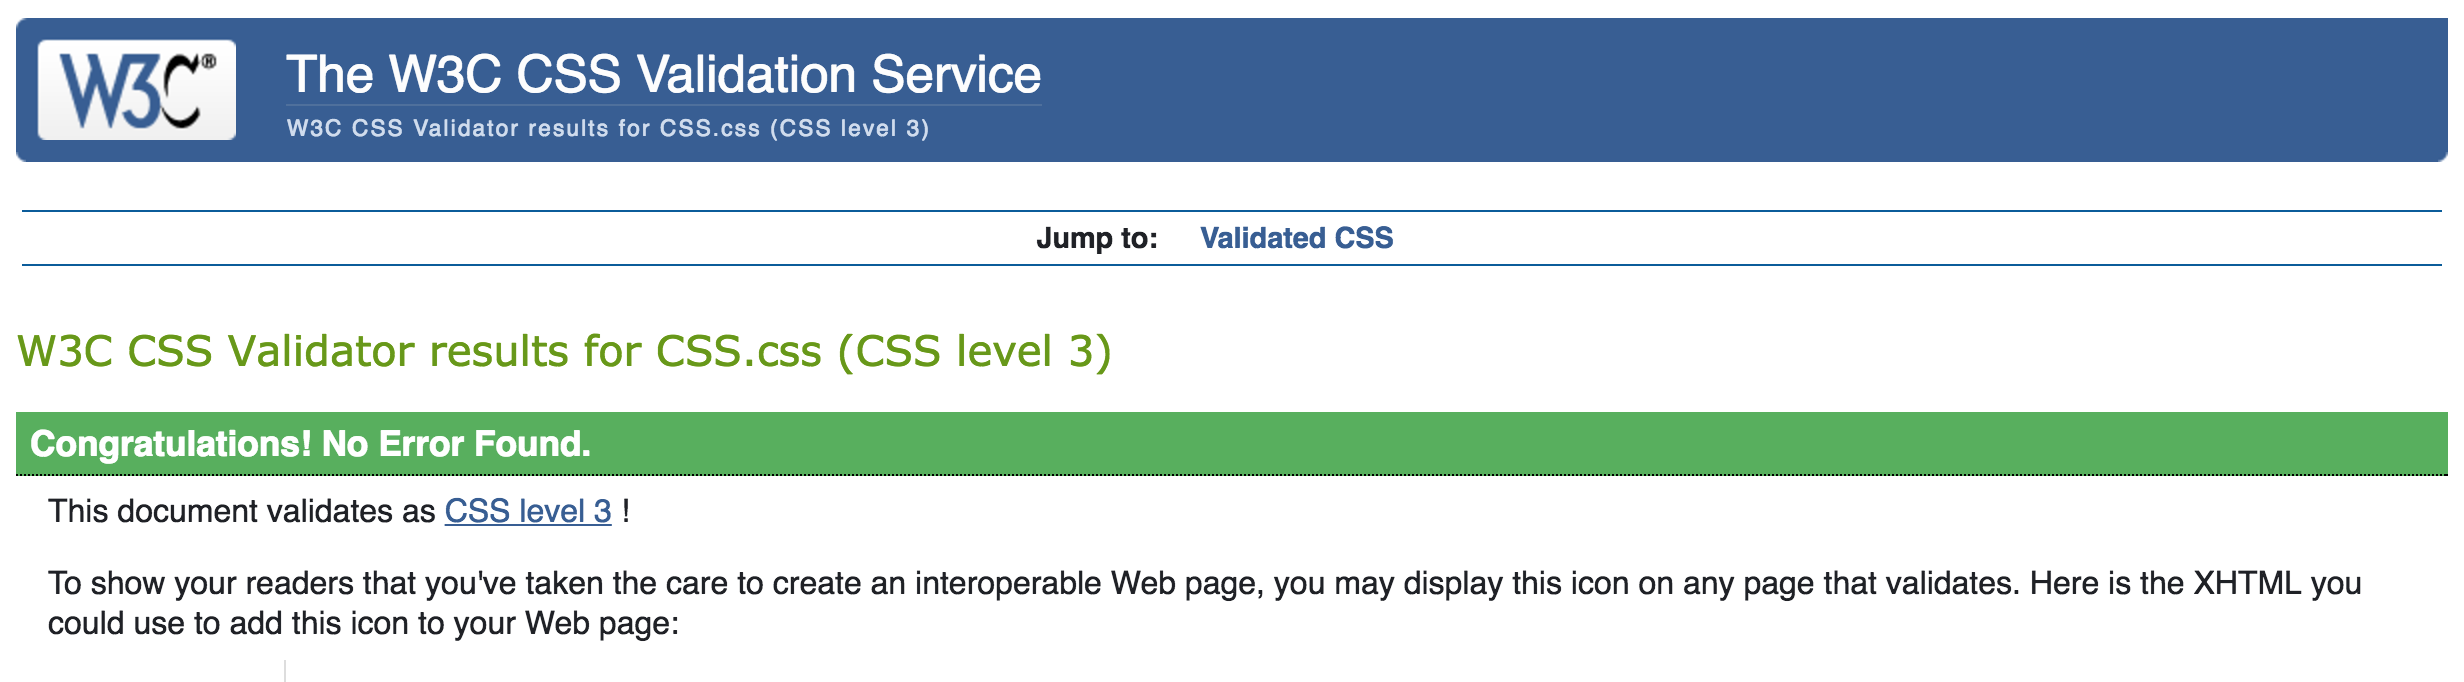 W3C®
The W3C CSS Validation Service
W3C CSS Validator results for CSS.css (CSS level 3)
Jump to: Validated CSS
W3C CSS Validator results for CSS.css (CSS level 3)
Congratulations! No Error Found.
This document validates as CSS level 3 !
To show your readers that you've taken the care to create an interoperable Web page, you may display this icon on any page that validates. Here is the XHTML you
could use to add this icon to your Web page: